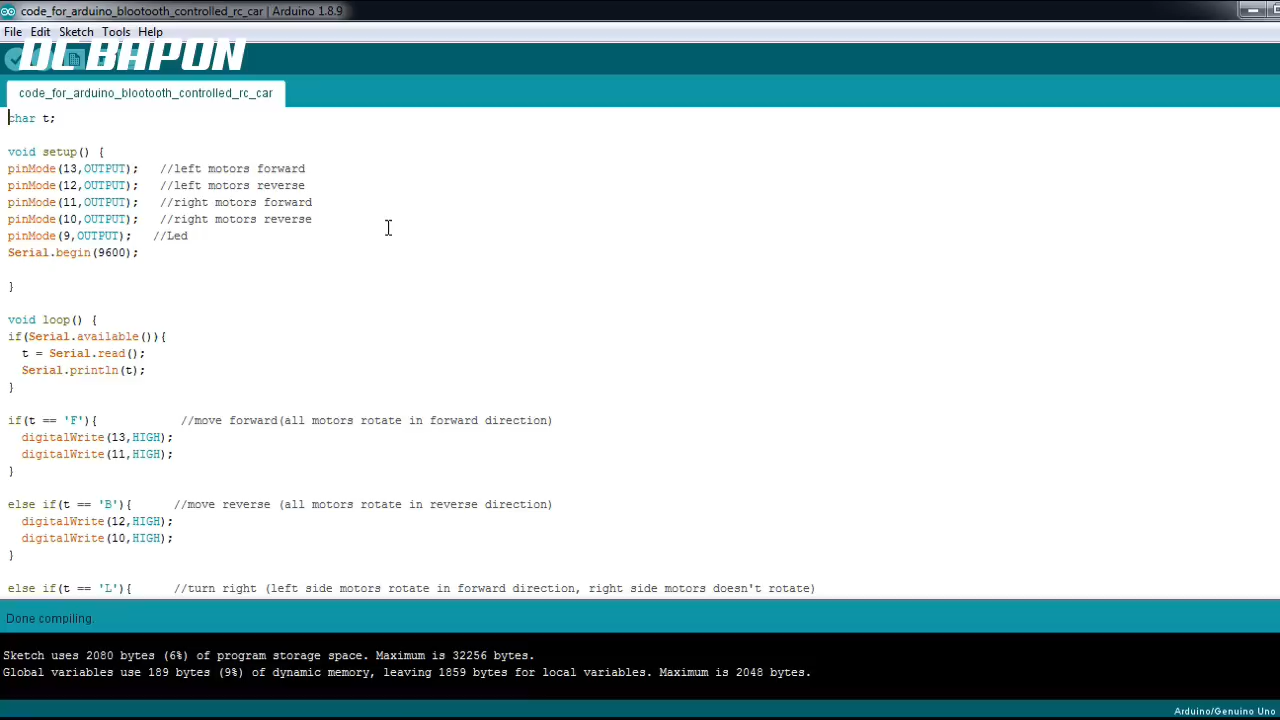 code_for_arduino_blootooth_controlled_rc_car | Arduino 1.8.9
File Edit Sketch Tools Help
DC BAPON
code_for_arduino_blootooth_controlled_rc_car
char t;
void setup() {
pinMode(13,OUTPUT);   //left motors forward
pinMode(12,OUTPUT);   //left motors reverse
pinMode(11,OUTPUT);   //right motors forward
pinMode(10,OUTPUT);   //right motors reverse
pinMode(9,OUTPUT);   //Led
Serial.begin(9600);
}
void loop() {
if(Serial.available()){
  t = Serial.read();
  Serial.println(t);
}
if(t == 'F'){            //move forward(all motors rotate in forward direction)
  digitalWrite(13,HIGH);
  digitalWrite(11,HIGH);
}
else if(t == 'B'){      //move reverse (all motors rotate in reverse direction)
  digitalWrite(12,HIGH);
  digitalWrite(10,HIGH);
}
else if(t == 'L'){      //turn right (left side motors rotate in forward direction, right side motors doesn't rotate)
Done compiling.
Sketch uses 2080 bytes (6%) of program storage space. Maximum is 32256 bytes.
Global variables use 189 bytes (9%) of dynamic memory, leaving 1859 bytes for local variables. Maximum is 2048 bytes.
Arduino/Genuino Uno